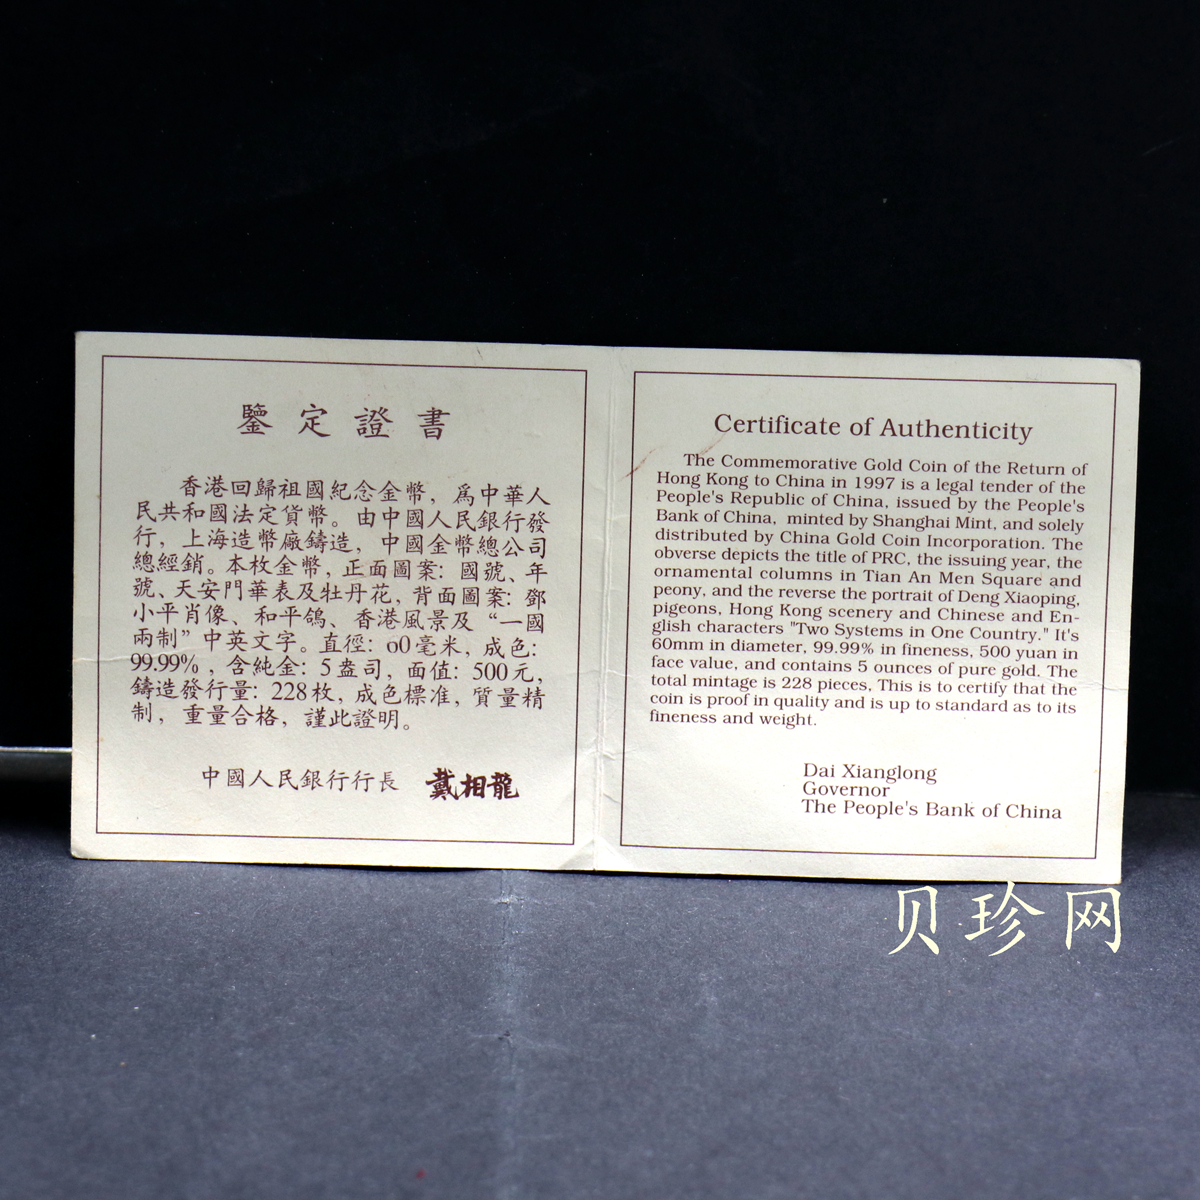 鑒定證書
香港回歸祖國紀念金幣，爲中華人
民共和國法定貨幣。由中國人民銀行發
行，上海造幣廠鑄造，中國金幣總公司
總經銷。本枚金幣，正面圖案：國號、年
號、天安門華表及牡丹花，背面圖案：鄧
小平肖像、和平鴿、香港風景及“一國
兩制”中英文字。直徑：60毫米，成色：
99.99%，含純金：5盎司，面值：500元，
鑄造發行量：228枚，成色標准，質量精
制，重量合格，謹此證明。
中國人民銀行行長 戴相龍
Certificate of Authenticity
The Commemorative Gold Coin of the Return of
Hong Kong to China in 1997 is a legal tender of the
People's Republic of China, issued by the People's
Bank of China, minted by Shanghai Mint, and solely
distributed by China Gold Coin Incorporation. The
obverse depicts the title of PRC, the issuing year, the
ornamental columns in Tian An Men Square and
peony, and the reverse the portrait of Deng Xiaoping,
pigeons, Hong Kong scenery and Chinese and En-
glish characters "Two Systems in One Country." It's
60mm in diameter, 99.99% in fineness, 500 yuan in
face value, and contains 5 ounces of pure gold. The
total mintage is 228 pieces, This is to certify that the
coin is proof in quality and is up to standard as to its
fineness and weight.
Dai Xianglong
Governor
The People's Bank of China
贝珍网